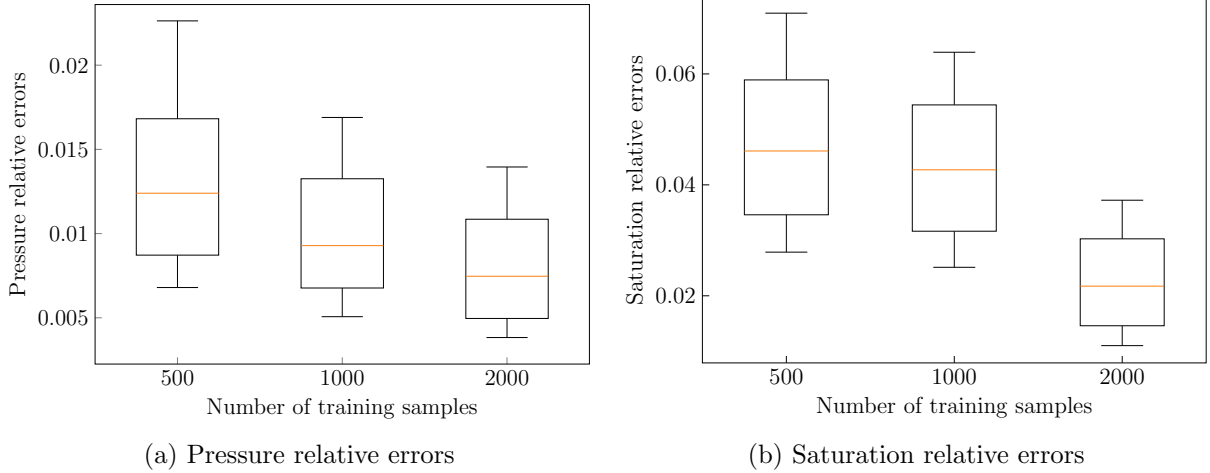 0.02
0.015
0.01
0.005
Pressure relative errors
500 1000 2000
Number of training samples
(a) Pressure relative errors
0.06
0.04
0.02
Saturation relative errors
500 1000 2000
Number of training samples
(b) Saturation relative errors